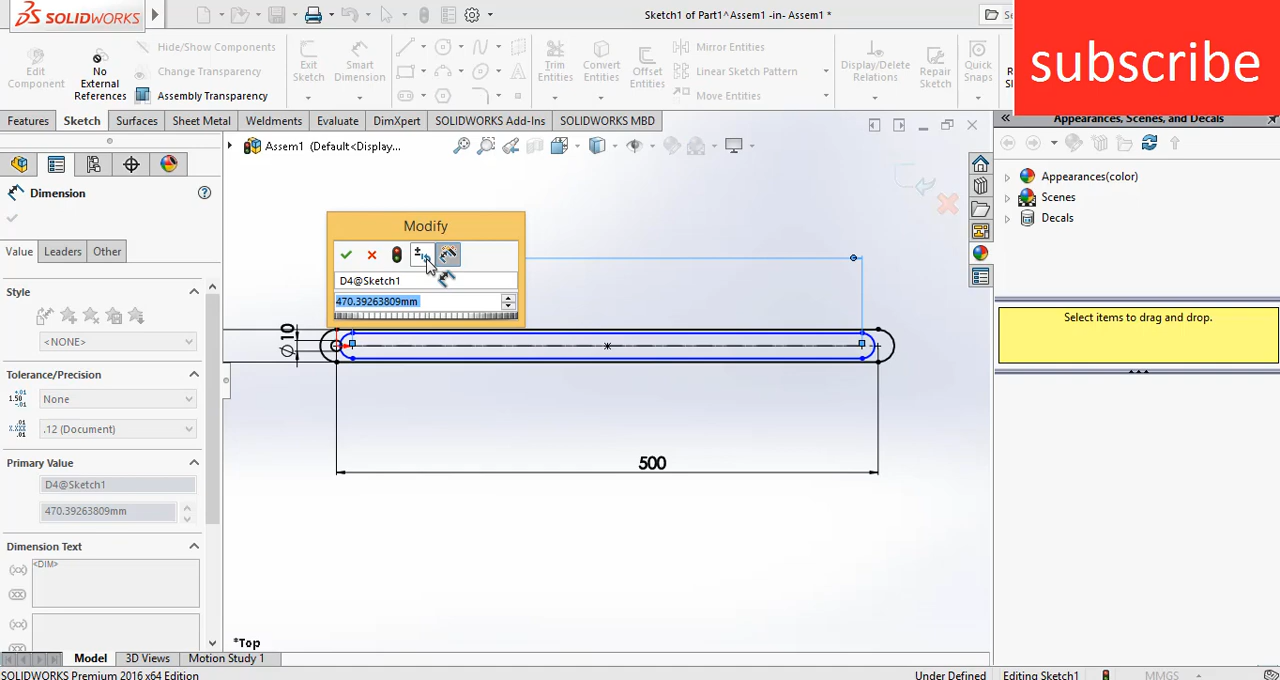 SOLIDWORKS
Sketch1 of Part1^Assem1 -in- Assem1 *
subscribe
Edit Component
No External References
Hide/Show Components
Change Transparency
Assembly Transparency
Exit Sketch
Smart Dimension
Trim Entities
Convert Entities
Offset Entities
Mirror Entities
Linear Sketch Pattern
Move Entities
Display/Delete Relations
Repair Sketch
Quick Snaps
Features
Sketch
Surfaces
Sheet Metal
Weldments
Evaluate
DimXpert
SOLIDWORKS Add-Ins
SOLIDWORKS MBD
Appearances, Scenes, and Decals
Assem1 (Default<Display...
Appearances(color)
Scenes
Decals
Select items to drag and drop.
Dimension
Value
Leaders
Other
Style
<NONE>
Tolerance/Precision
None
.12 (Document)
Primary Value
D4@Sketch1
470.39263809mm
Dimension Text
<DIM>
Modify
D4@Sketch1
470.39263809mm
∅10
500
*Top
Model
3D Views
Motion Study 1
SOLIDWORKS Premium 2016 x64 Edition
Under Defined
Editing Sketch1
MMGS